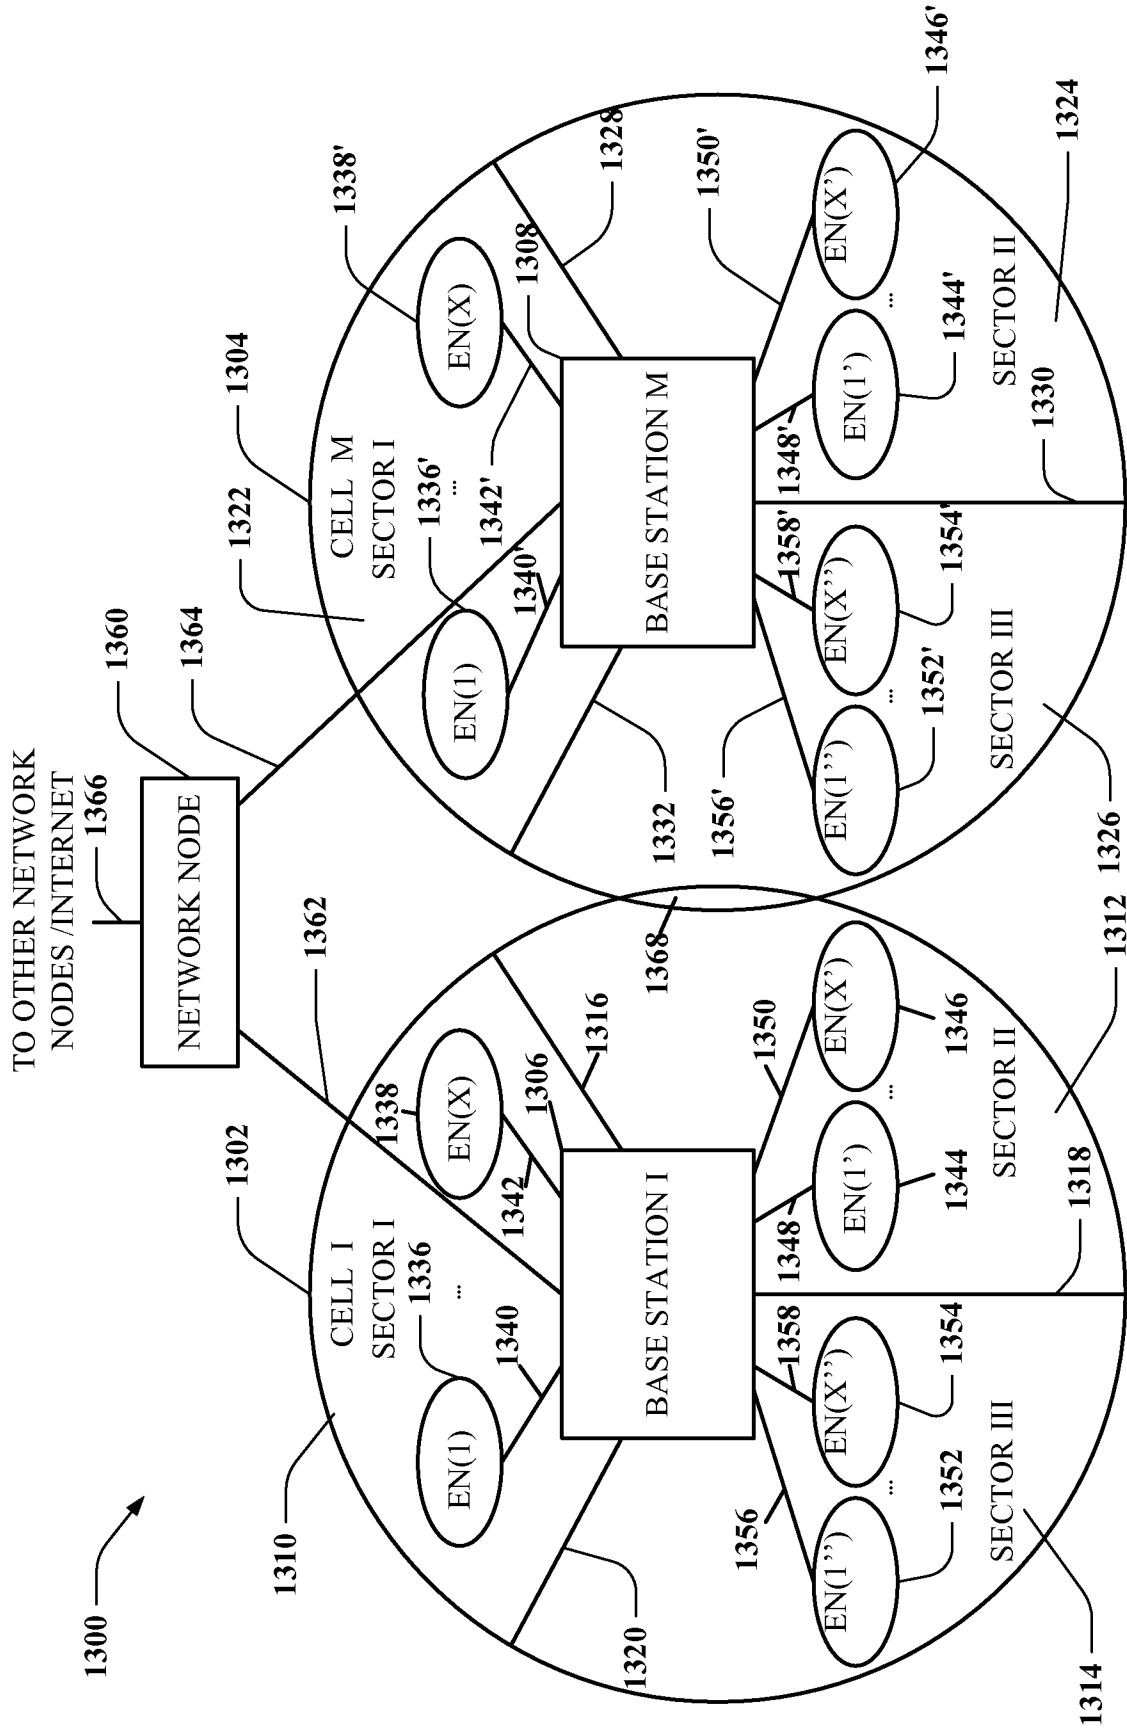 1300
TO OTHER NETWORK
NODES /INTERNET
1366
NETWORK NODE
1360
1362
1364
1302
1310
CELL I
SECTOR I
1336
...
EN(1)
1340
1338
EN(X)
1342
1306
BASE STATION I
1316
1320
1356
1358
1348
1350
EN(1'')
...
EN(X'')
EN(1')
...
EN(X')
1352
1354
1344
1346
SECTOR III
SECTOR II
1318
1314
1312
1368
1304
1322
CELL M
SECTOR I
1336'
...
EN(1)
1340'
1342'
EN(X)
1338'
1308
BASE STATION M
1328
1332
1356'
1358'
1348'
1350'
EN(1'')
...
EN(X'')
EN(1')
...
EN(X')
1352'
1354'
1344'
1346'
SECTOR III
SECTOR II
1330
1326
1324